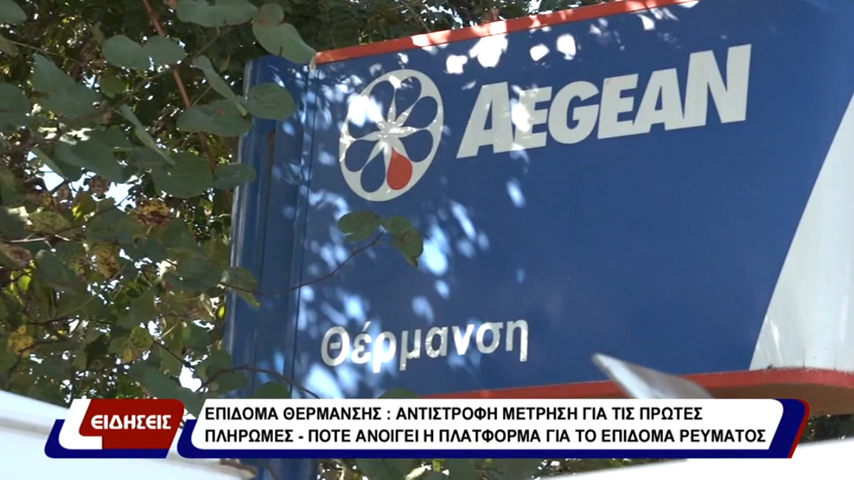 AEGEAN
Θέρμανση
ΕΙΔΗΣΕΙΣ
ΕΠΙΔΟΜΑ ΘΕΡΜΑΝΣΗΣ : ΑΝΤΙΣΤΡΟΦΗ ΜΕΤΡΗΣΗ ΓΙΑ ΤΙΣ ΠΡΩΤΕΣ
ΠΛΗΡΩΜΕΣ - ΠΟΤΕ ΑΝΟΙΓΕΙ Η ΠΛΑΤΦΟΡΜΑ ΓΙΑ ΤΟ ΕΠΙΔΟΜΑ ΡΕΥΜΑΤΟΣ